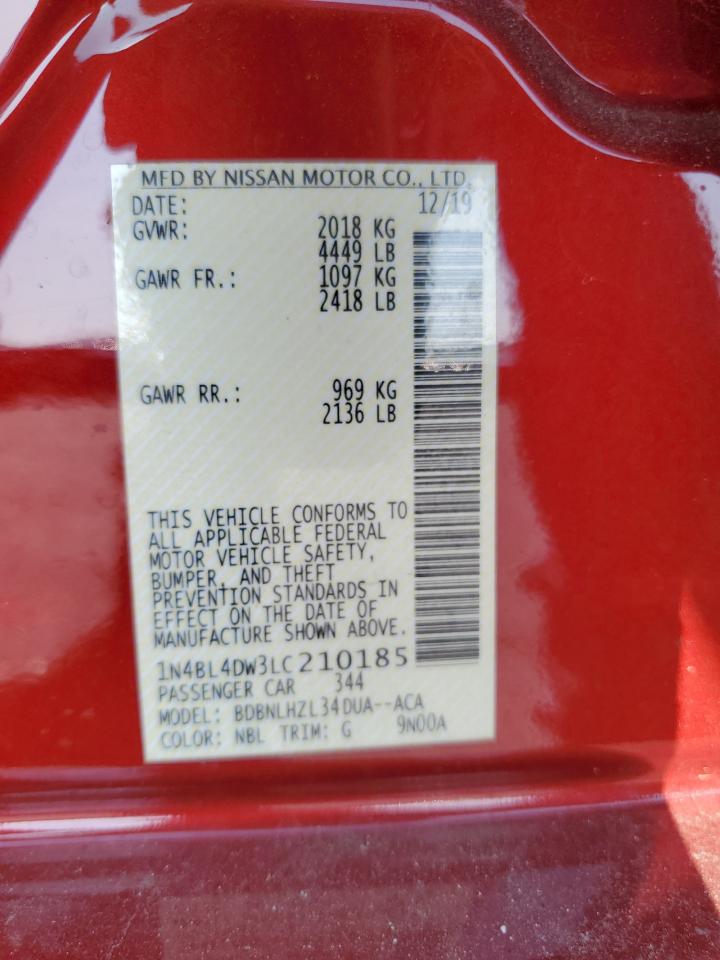 MFD BY NISSAN MOTOR CO., LTD.
DATE: 12/19
GVWR: 2018 KG
4449 LB
GAWR FR.: 1097 KG
2418 LB
GAWR RR.: 969 KG
2136 LB
THIS VEHICLE CONFORMS TO
ALL APPLICABLE FEDERAL
MOTOR VEHICLE SAFETY,
BUMPER, AND THEFT
PREVENTION STANDARDS IN
EFFECT ON THE DATE OF
MANUFACTURE SHOWN ABOVE.
1N4BL4DW3LC210185
PASSENGER CAR 344
MODEL: BDBNLHZL34DUA--ACA
COLOR: NBL TRIM: G 9N00A